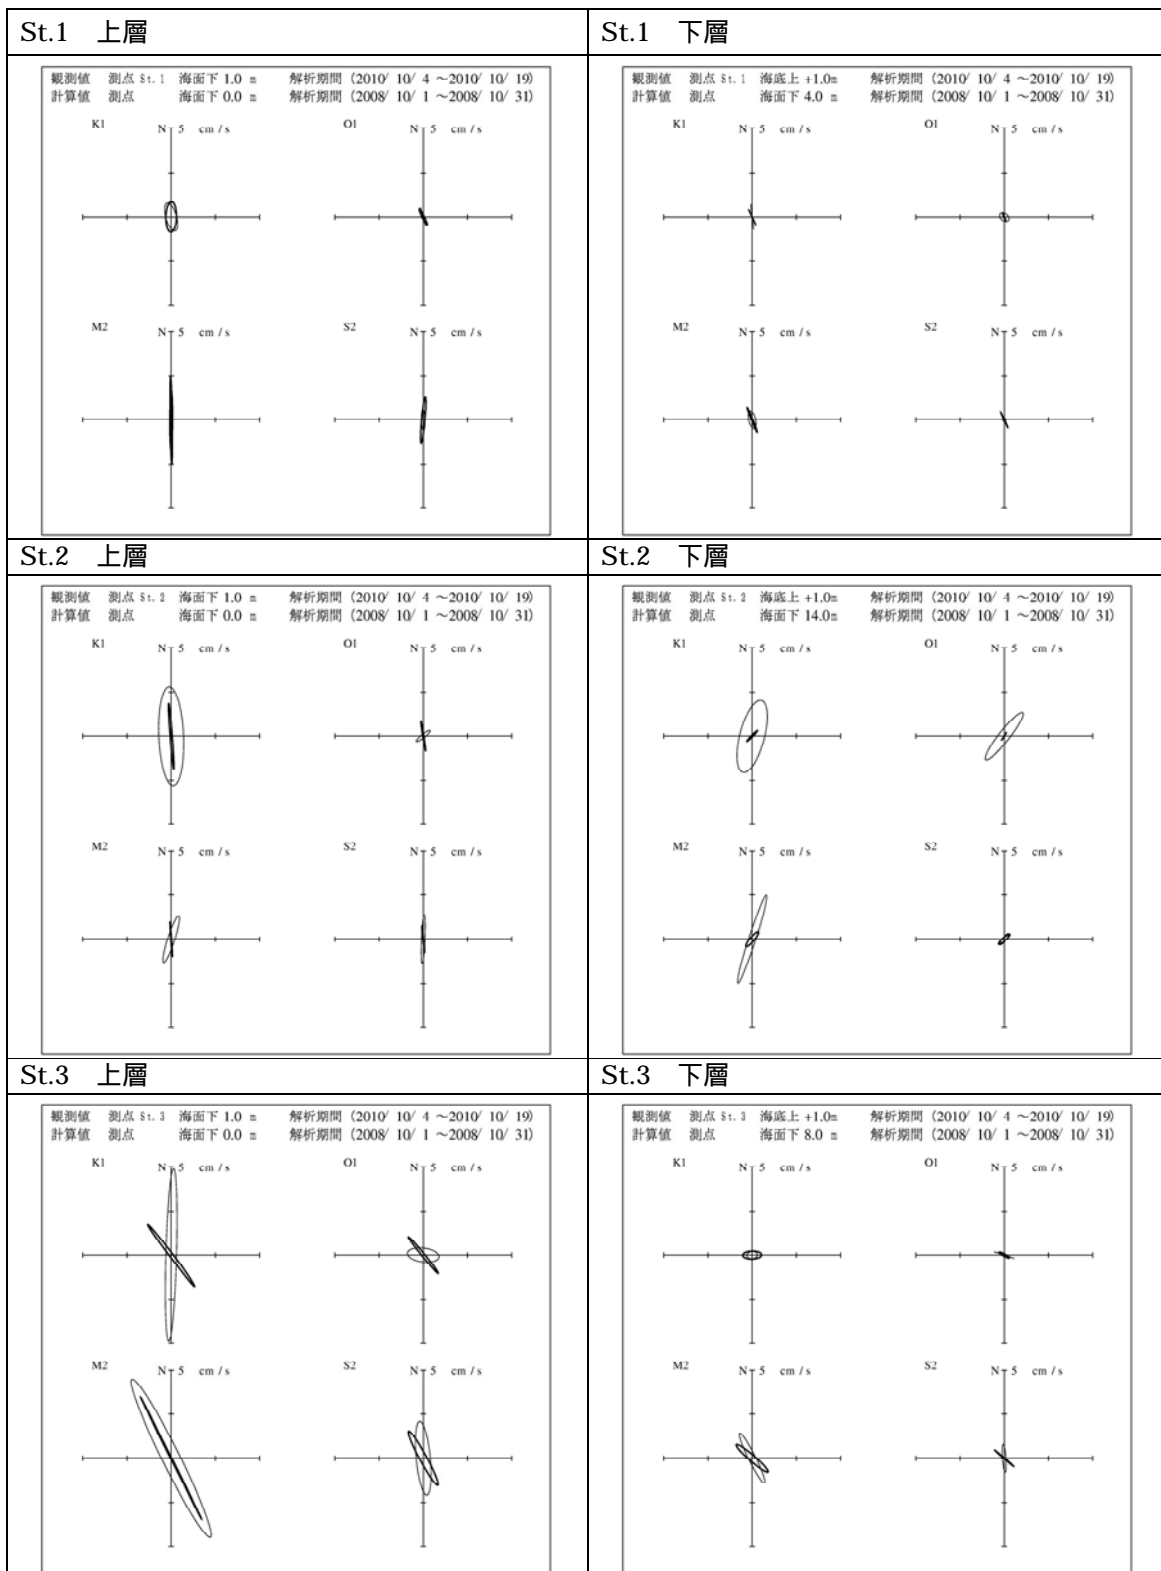 St.1 上層
観測値 測点 St.1 海面下 1.0 m 解析期間 (2010/ 10/ 4 ～2010/ 10/ 19)
計算値 測点 海面下 0.0 m 解析期間 (2008/ 10/ 1 ～2008/ 10/ 31)
K1 N 5 cm / s
O1 N 5 cm / s
M2 N 5 cm / s
S2 N 5 cm / s
St.1 下層
観測値 測点 St.1 海底上 +1.0m 解析期間 (2010/ 10/ 4 ～2010/ 10/ 19)
計算値 測点 海面下 4.0 m 解析期間 (2008/ 10/ 1 ～2008/ 10/ 31)
K1 N 5 cm / s
O1 N 5 cm / s
M2 N 5 cm / s
S2 N 5 cm / s
St.2 上層
観測値 測点 St.2 海面下 1.0 m 解析期間 (2010/ 10/ 4 ～2010/ 10/ 19)
計算値 測点 海面下 0.0 m 解析期間 (2008/ 10/ 1 ～2008/ 10/ 31)
K1 N 5 cm / s
O1 N 5 cm / s
M2 N 5 cm / s
S2 N 5 cm / s
St.2 下層
観測値 測点 St.2 海底上 +1.0m 解析期間 (2010/ 10/ 4 ～2010/ 10/ 19)
計算値 測点 海面下 14.0m 解析期間 (2008/ 10/ 1 ～2008/ 10/ 31)
K1 N 5 cm / s
O1 N 5 cm / s
M2 N 5 cm / s
S2 N 5 cm / s
St.3 上層
観測値 測点 St.3 海面下 1.0 m 解析期間 (2010/ 10/ 4 ～2010/ 10/ 19)
計算値 測点 海面下 0.0 m 解析期間 (2008/ 10/ 1 ～2008/ 10/ 31)
K1 N 5 cm / s
O1 N 5 cm / s
M2 N 5 cm / s
S2 N 5 cm / s
St.3 下層
観測値 測点 St.3 海底上 +1.0m 解析期間 (2010/ 10/ 4 ～2010/ 10/ 19)
計算値 測点 海面下 8.0 m 解析期間 (2008/ 10/ 1 ～2008/ 10/ 31)
K1 N 5 cm / s
O1 N 5 cm / s
M2 N 5 cm / s
S2 N 5 cm / s